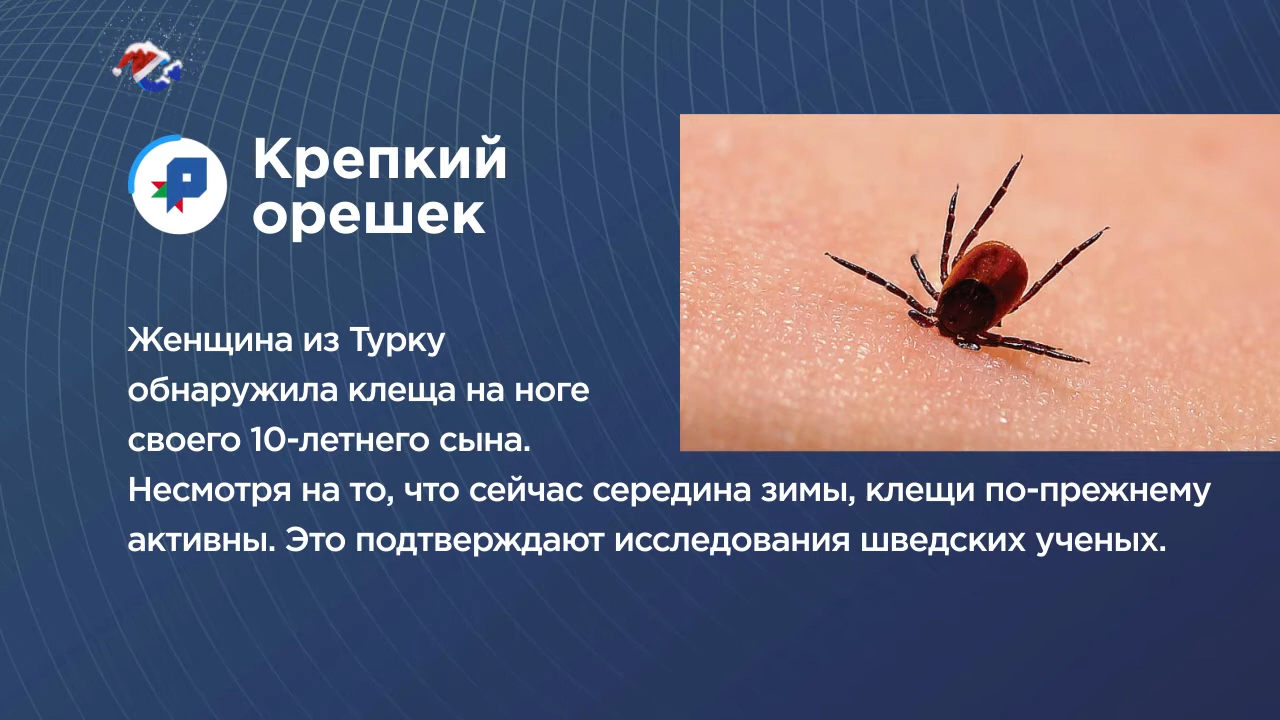 Крепкий
орешек
Женщина из Турку
обнаружила клеща на ноге
своего 10-летнего сына.
Несмотря на то, что сейчас середина зимы, клещи по-прежнему
активны. Это подтверждают исследования шведских ученых.